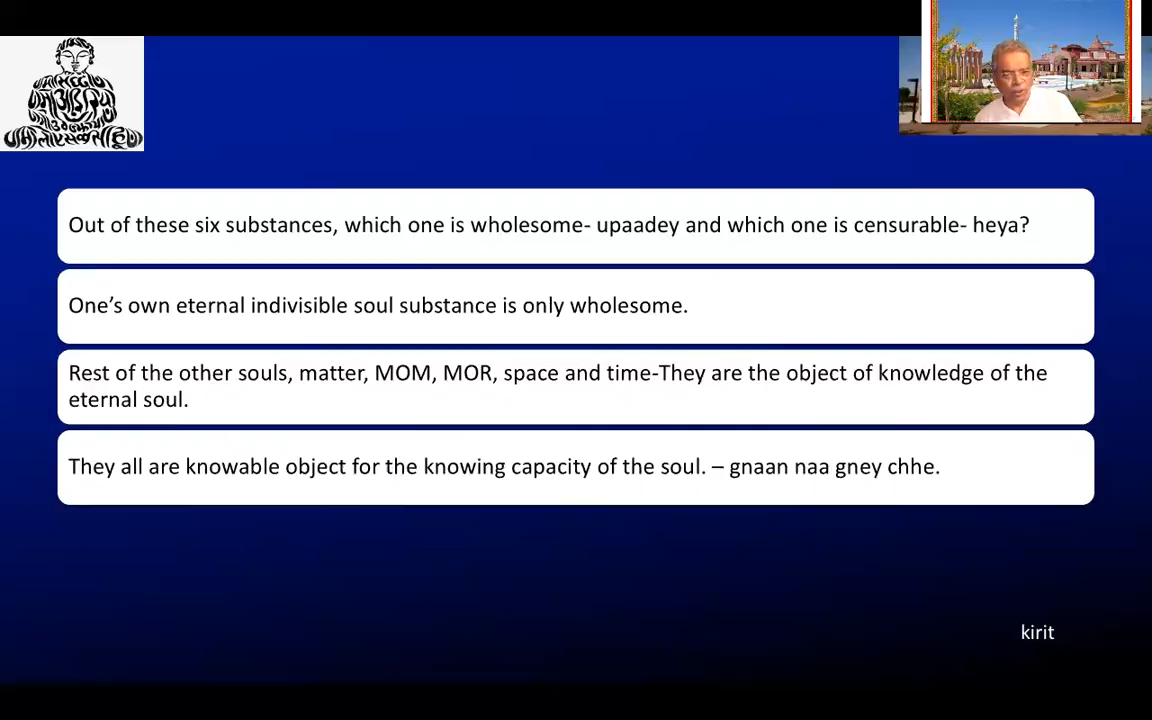 Out of these six substances, which one is wholesome- upaadey and which one is censurable- heya?
One’s own eternal indivisible soul substance is only wholesome.
Rest of the other souls, matter, MOM, MOR, space and time-They are the object of knowledge of the
eternal soul.
They all are knowable object for the knowing capacity of the soul. – gnaan naa gney chhe.
kirit